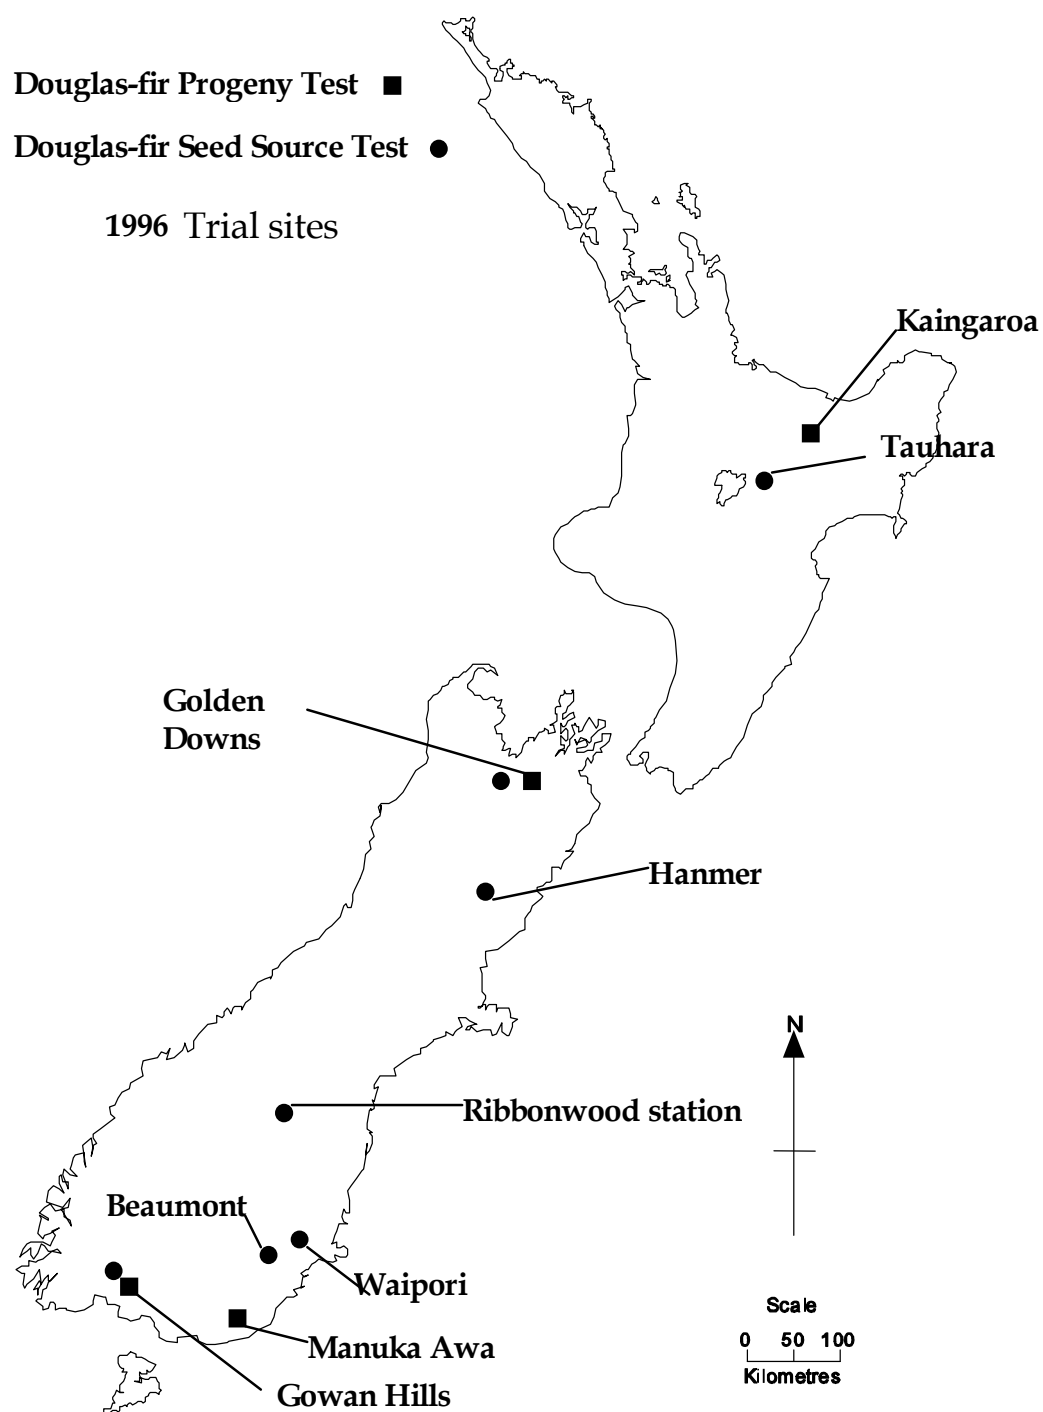 Douglas-fir Progeny Test
Douglas-fir Seed Source Test
1996 Trial sites
Kaingaroa
Tauhara
Golden
Downs
Hanmer
N
Ribbonwood station
Beaumont
Waipori
Scale
0 50 100
Kilometres
Manuka Awa
Gowan Hills